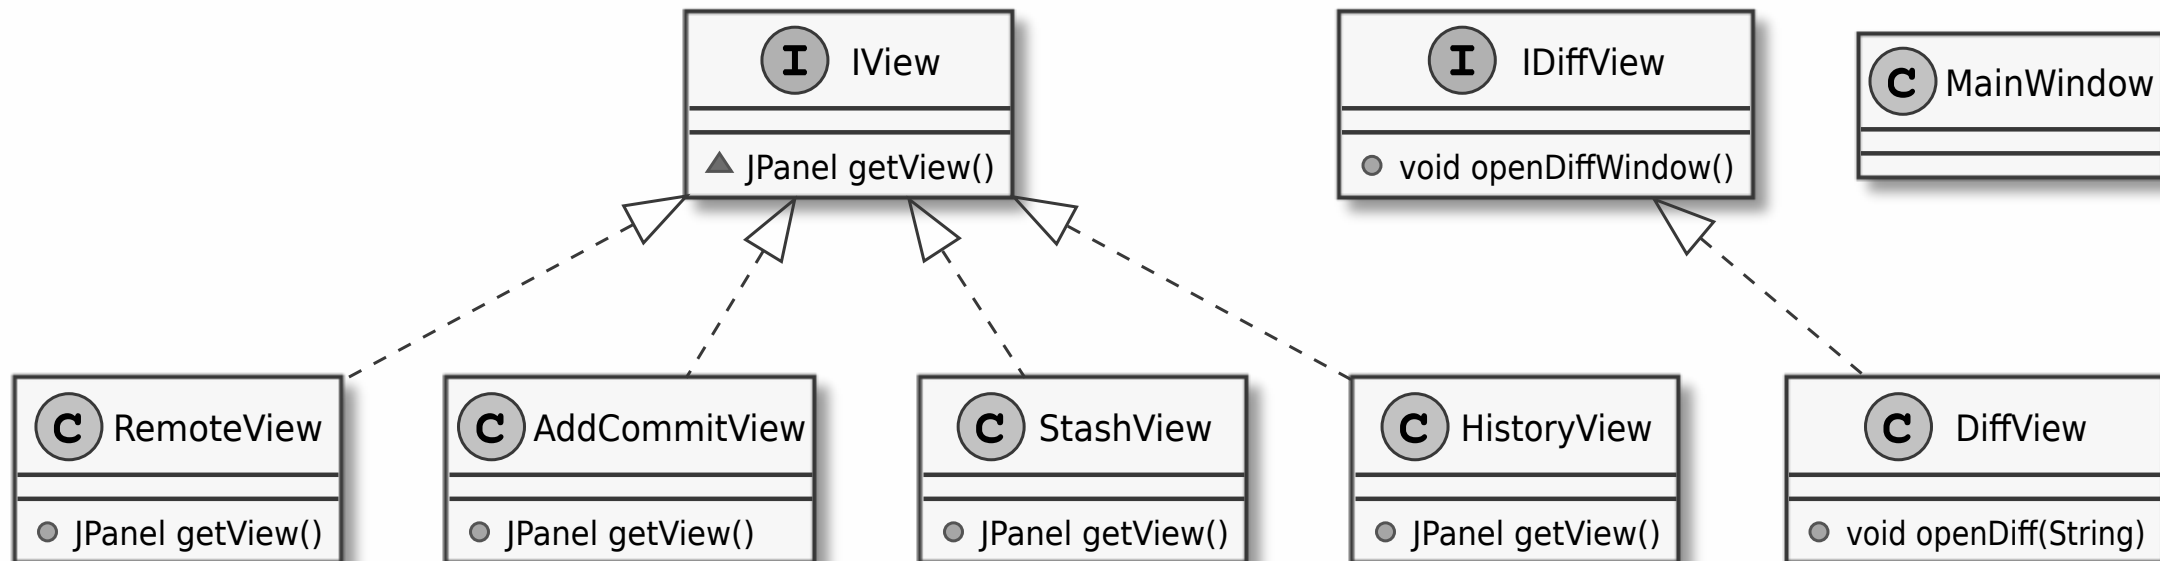 I IView
JPanel getView()
I IDiffView
void openDiffWindow()
C MainWindow
C RemoteView
JPanel getView()
C AddCommitView
JPanel getView()
C StashView
JPanel getView()
C HistoryView
JPanel getView()
C DiffView
void openDiff(String)